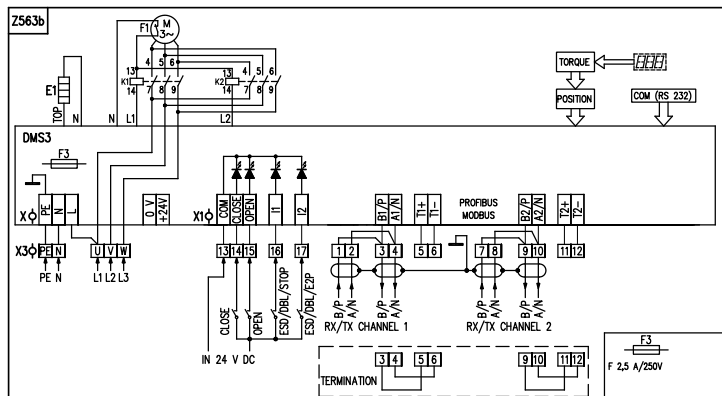 Z563b
F1
M
3~
4 5 6
13
K1
14
7 8 9
4 5 6
13
K2
14
7 8 9
E1
TOP
N
N
L1
L2
TORQUE
POSITION
COM (RS 232)
DMS3
F3
X
PE
N
L
0 V
+24V
X1
COM
CLOSE
OPEN
I1
I2
B1/P
A1/N
T1+
T1-
PROFIBUS
MODBUS
B2/P
A2/N
T2+
T2-
X3
PE N
U V W
13 14 15
16
17
1 2
3 4
5 6
7 8
9 10
11 12
PE N
L1 L2 L3
CLOSE
OPEN
ESD/DBL/STOP
ESD/DBL/E2P
IN 24 V DC
B/P
A/N
B/P
A/N
B/P
A/N
B/P
A/N
RX/TX CHANNEL 1
RX/TX CHANNEL 2
3 4
5 6
9 10
11 12
TERMINATION
F3
F 2,5 A/250V